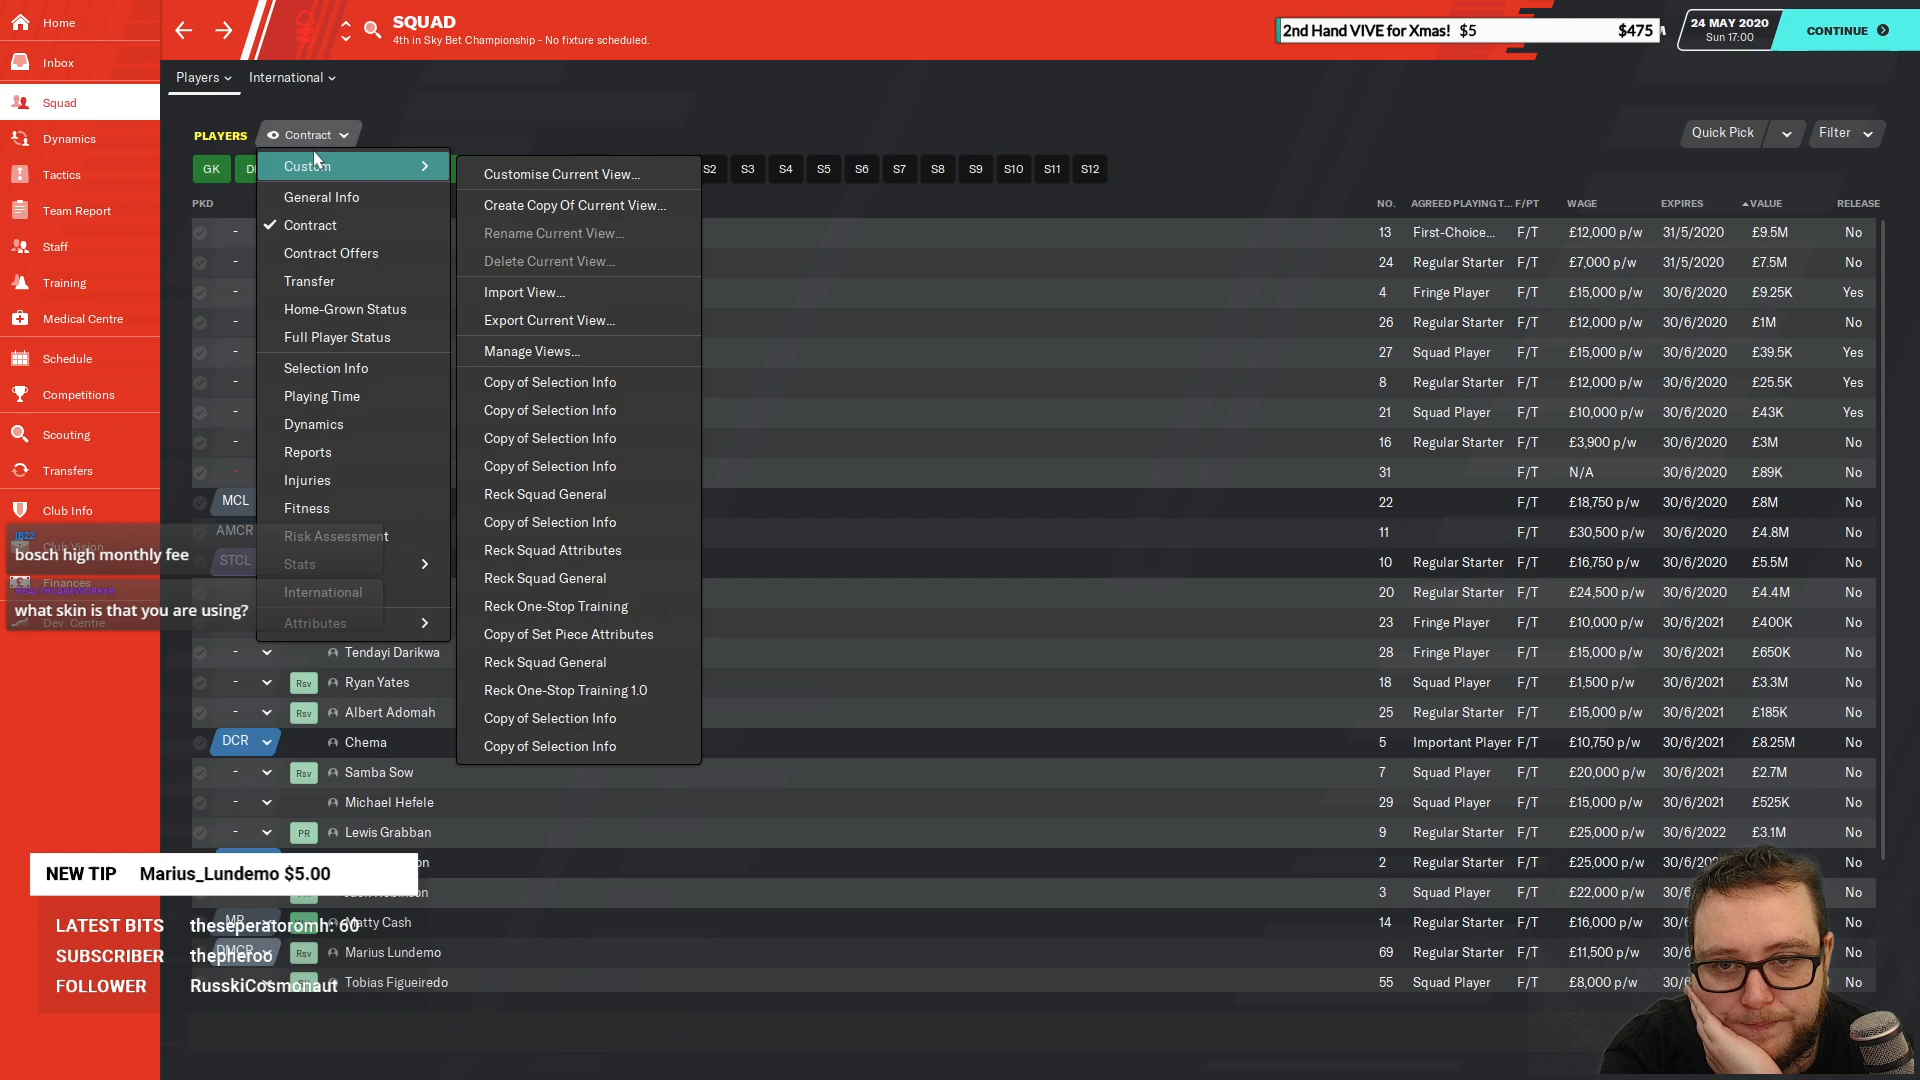 Home
Inbox
Squad
Dynamics
Tactics
Team Report
Staff
Training
Medical Centre
Schedule
Competitions
Scouting
Transfers
Club Info
Club Vision
Finances
Dev. Centre
SQUAD
4th in Sky Bet Championship - No fixture scheduled.
2nd Hand VIVE for Xmas! $5 $475
24 MAY 2020
Sun 17:00
CONTINUE
Players International
PLAYERS Contract
Quick Pick Filter
GK S2 S3 S4 S5 S6 S7 S8 S9 S10 S11 S12
Custom
General Info
Contract
Contract Offers
Transfer
Home-Grown Status
Full Player Status
Selection Info
Playing Time
Dynamics
Reports
Injuries
Fitness
Risk Assessment
Stats
International
Attributes
Customise Current View...
Create Copy Of Current View...
Rename Current View...
Delete Current View...
Import View...
Export Current View...
Manage Views...
Copy of Selection Info
Copy of Selection Info
Copy of Selection Info
Copy of Selection Info
Reck Squad General
Copy of Selection Info
Reck Squad Attributes
Reck Squad General
Reck One-Stop Training
Copy of Set Piece Attributes
Reck Squad General
Reck One-Stop Training 1.0
Copy of Selection Info
Copy of Selection Info
PKD NO. AGREED PLAYING T... F/PT WAGE EXPIRES VALUE RELEASE
- 13 First-Choice... F/T £12,000 p/w 31/5/2020 £9.5M No
- 24 Regular Starter F/T £7,000 p/w 31/5/2020 £7.5M No
- 4 Fringe Player F/T £15,000 p/w 30/6/2020 £9.25K Yes
- 26 Regular Starter F/T £12,000 p/w 30/6/2020 £1M No
- 27 Squad Player F/T £15,000 p/w 30/6/2020 £39.5K Yes
- 8 Regular Starter F/T £12,000 p/w 30/6/2020 £25.5K Yes
- 21 Squad Player F/T £10,000 p/w 30/6/2020 £43K Yes
- 16 Regular Starter F/T £3,900 p/w 30/6/2020 £3M No
- 31 F/T N/A 30/6/2020 £89K No
MCL 22 F/T £18,750 p/w 30/6/2020 £8M No
AMCR 11 F/T £30,500 p/w 30/6/2020 £4.8M No
STCL 10 Regular Starter F/T £16,750 p/w 30/6/2020 £5.5M No
20 Regular Starter F/T £24,500 p/w 30/6/2020 £4.4M No
23 Fringe Player F/T £10,000 p/w 30/6/2021 £400K No
- Tendayi Darikwa 28 Fringe Player F/T £15,000 p/w 30/6/2021 £650K No
- Rsv Ryan Yates 18 Squad Player F/T £1,500 p/w 30/6/2021 £3.3M No
- Rsv Albert Adomah 25 Regular Starter F/T £15,000 p/w 30/6/2021 £185K No
DCR Chema 5 Important Player F/T £10,750 p/w 30/6/2021 £8.25M No
- Rsv Samba Sow 7 Squad Player F/T £20,000 p/w 30/6/2021 £2.7M No
- Michael Hefele 29 Squad Player F/T £15,000 p/w 30/6/2021 £525K No
- PR Lewis Grabban 9 Regular Starter F/T £25,000 p/w 30/6/2022 £3.1M No
2 Regular Starter F/T £25,000 p/w No
3 Squad Player F/T £22,000 p/w No
MR Matty Cash 14 Regular Starter F/T £16,000 p/w No
DMCR Rsv Marius Lundemo 69 Regular Starter F/T £11,500 p/w No
Tobias Figueiredo 55 Squad Player F/T £8,000 p/w No
bosch high monthly fee
what skin is that you are using?
NEW TIP Marius_Lundemo $5.00
LATEST BITS theseperatoromh: 60
SUBSCRIBER thepheroo
FOLLOWER RusskiCosmonaut